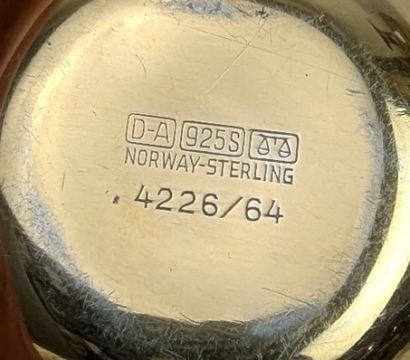 D-A 925S
NORWAY-STERLING
4226/64